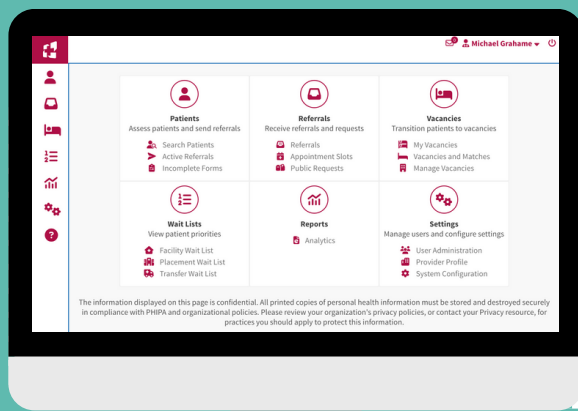 0
Michael Grahame
Patients
Assess patients and send referrals
Search Patients
Active Referrals
Incomplete Forms
Referrals
Receive referrals and requests
Referrals
Appointment Slots
Public Requests
Vacancies
Transition patients to vacancies
My Vacancies
Vacancies and Matches
Manage Vacancies
Wait Lists
View patient priorities
Facility Wait List
Placement Wait List
Transfer Wait List
Reports
Analytics
Settings
Manage users and configure settings
User Administration
Provider Profile
System Configuration
The information displayed on this page is confidential. All printed copies of personal health information must be stored and destroyed securely
in compliance with PHIPA and organizational policies. Please review your organization's privacy policies, or contact your Privacy resource, for
practices you should apply to protect this information.